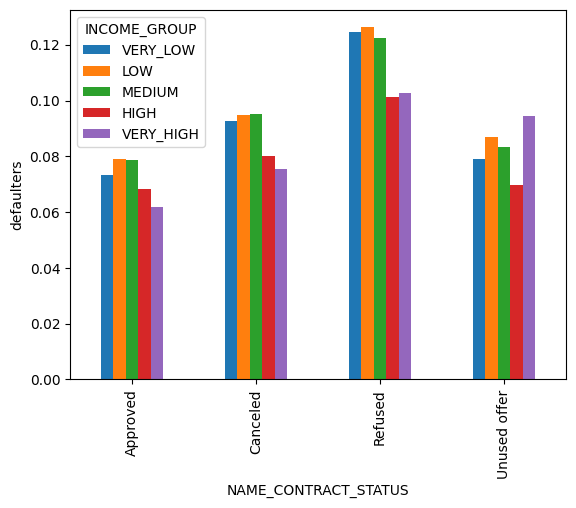 INCOME_GROUP
VERY_LOW
LOW
MEDIUM
HIGH
VERY_HIGH
defaulters
0.12
0.10
0.08
0.06
0.04
0.02
0.00
Approved
Canceled
Refused
Unused offer
NAME_CONTRACT_STATUS